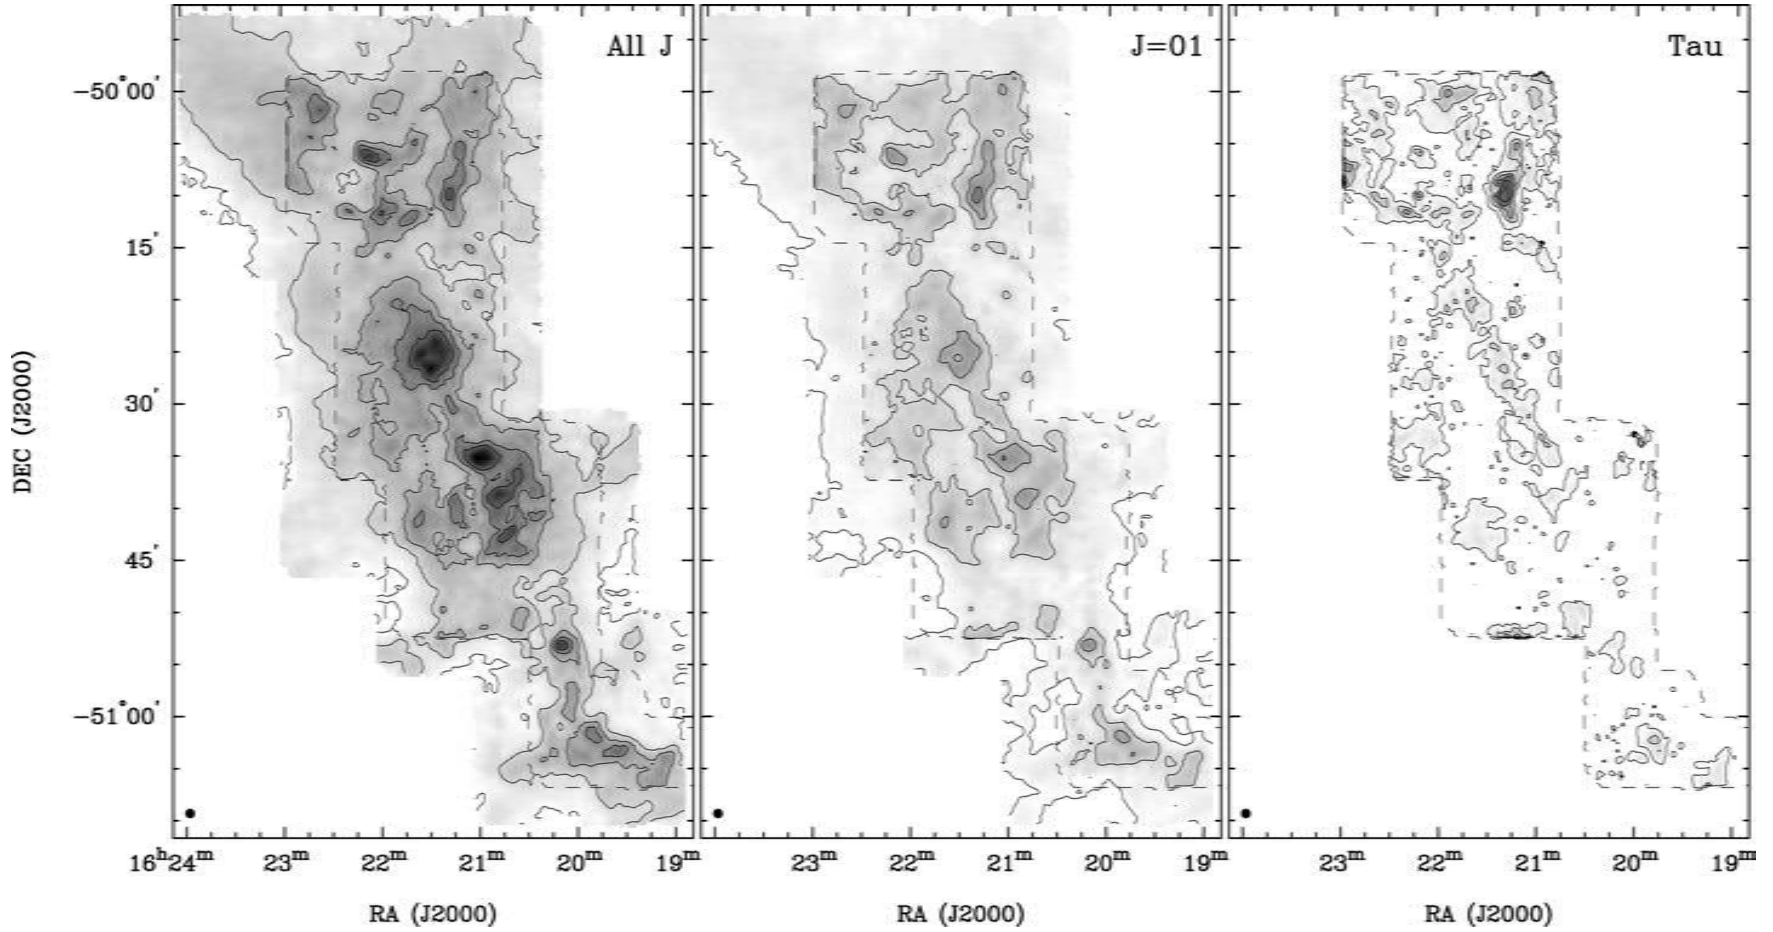 All J J=01 Tau
−50°00′
15′
30′
45′
−51°00′
DEC (J2000)
16ʰ24ᵐ 23ᵐ 22ᵐ 21ᵐ 20ᵐ 19ᵐ 23ᵐ 22ᵐ 21ᵐ 20ᵐ 19ᵐ 23ᵐ 22ᵐ 21ᵐ 20ᵐ 19ᵐ
RA (J2000) RA (J2000) RA (J2000)